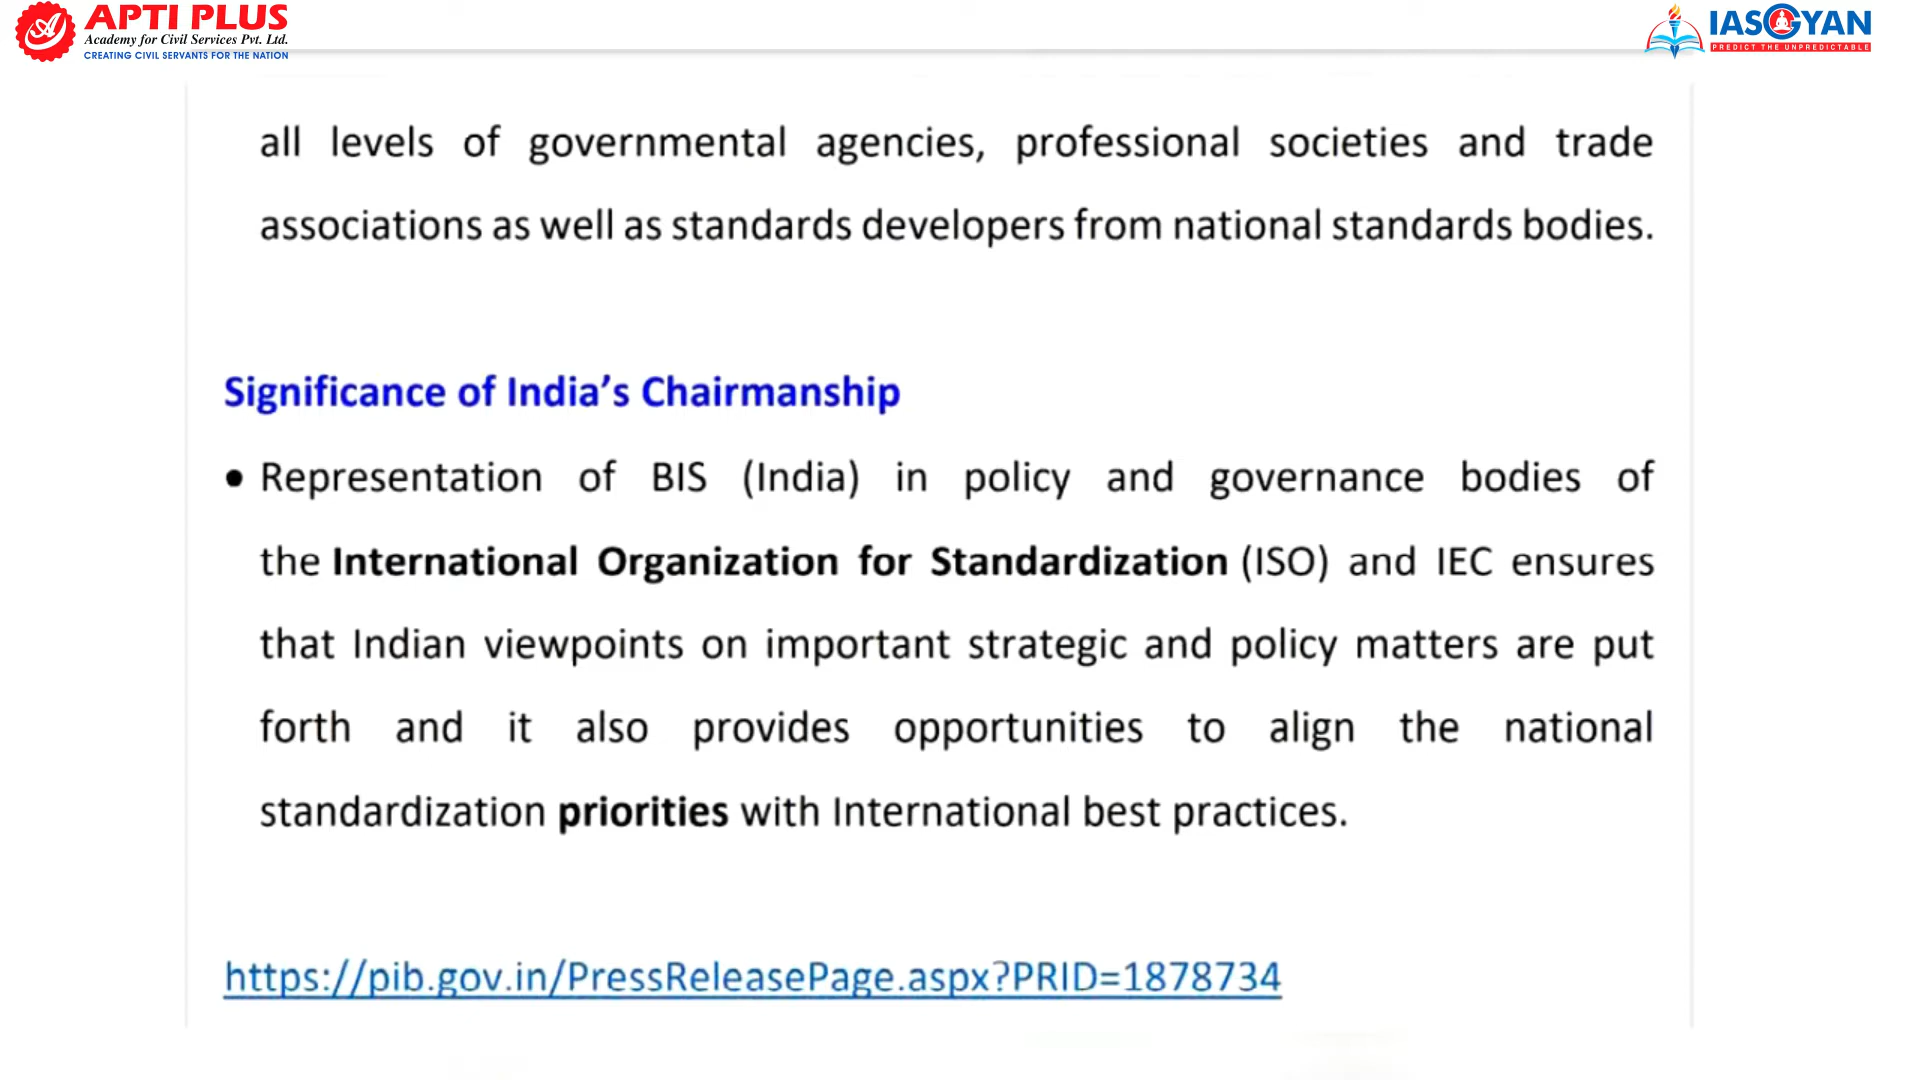 APTI PLUS
Academy for Civil Services Pvt. Ltd.
CREATING CIVIL SERVANTS FOR THE NATION
IASGYAN
PREDICT THE UNPREDICTABLE
all levels of governmental agencies, professional societies and trade
associations as well as standards developers from national standards bodies.
Significance of India’s Chairmanship
• Representation of BIS (India) in policy and governance bodies of
the International Organization for Standardization (ISO) and IEC ensures
that Indian viewpoints on important strategic and policy matters are put
forth and it also provides opportunities to align the national
standardization priorities with International best practices.
https://pib.gov.in/PressReleasePage.aspx?PRID=1878734